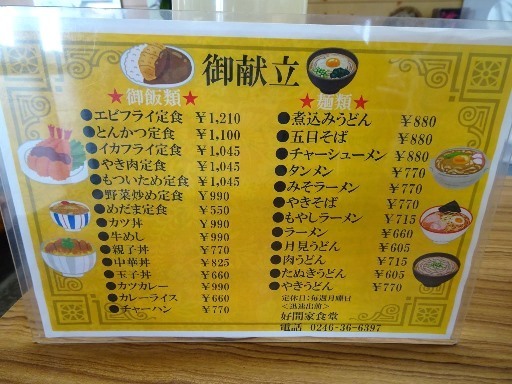 御献立
★御飯類★
●エビフライ定食 ￥1,210
●とんかつ定食 ￥1,100
●イカフライ定食 ￥1,045
●やき肉定食 ￥1,045
●もついため定食 ￥1,045
●野菜炒め定食 ￥990
●めだま定食 ￥550
●カツ丼 ￥990
●牛めし ￥990
●親子丼 ￥770
●中華丼 ￥825
●玉子丼 ￥660
●カツカレー ￥990
●カレーライス ￥660
●チャーハン ￥770
★麺類★
●煮込みうどん ￥880
●五目そば ￥880
●チャーシューメン ￥880
●タンメン ￥770
●みそラーメン ￥770
●やきそば ￥770
●もやしラーメン ￥715
●ラーメン ￥660
●月見うどん ￥605
●肉うどん ￥715
●たぬきうどん ￥605
●やきうどん ￥770
定休日:毎週月曜日
＜迅速出前＞
好間家食堂
電話 0246-36-6397